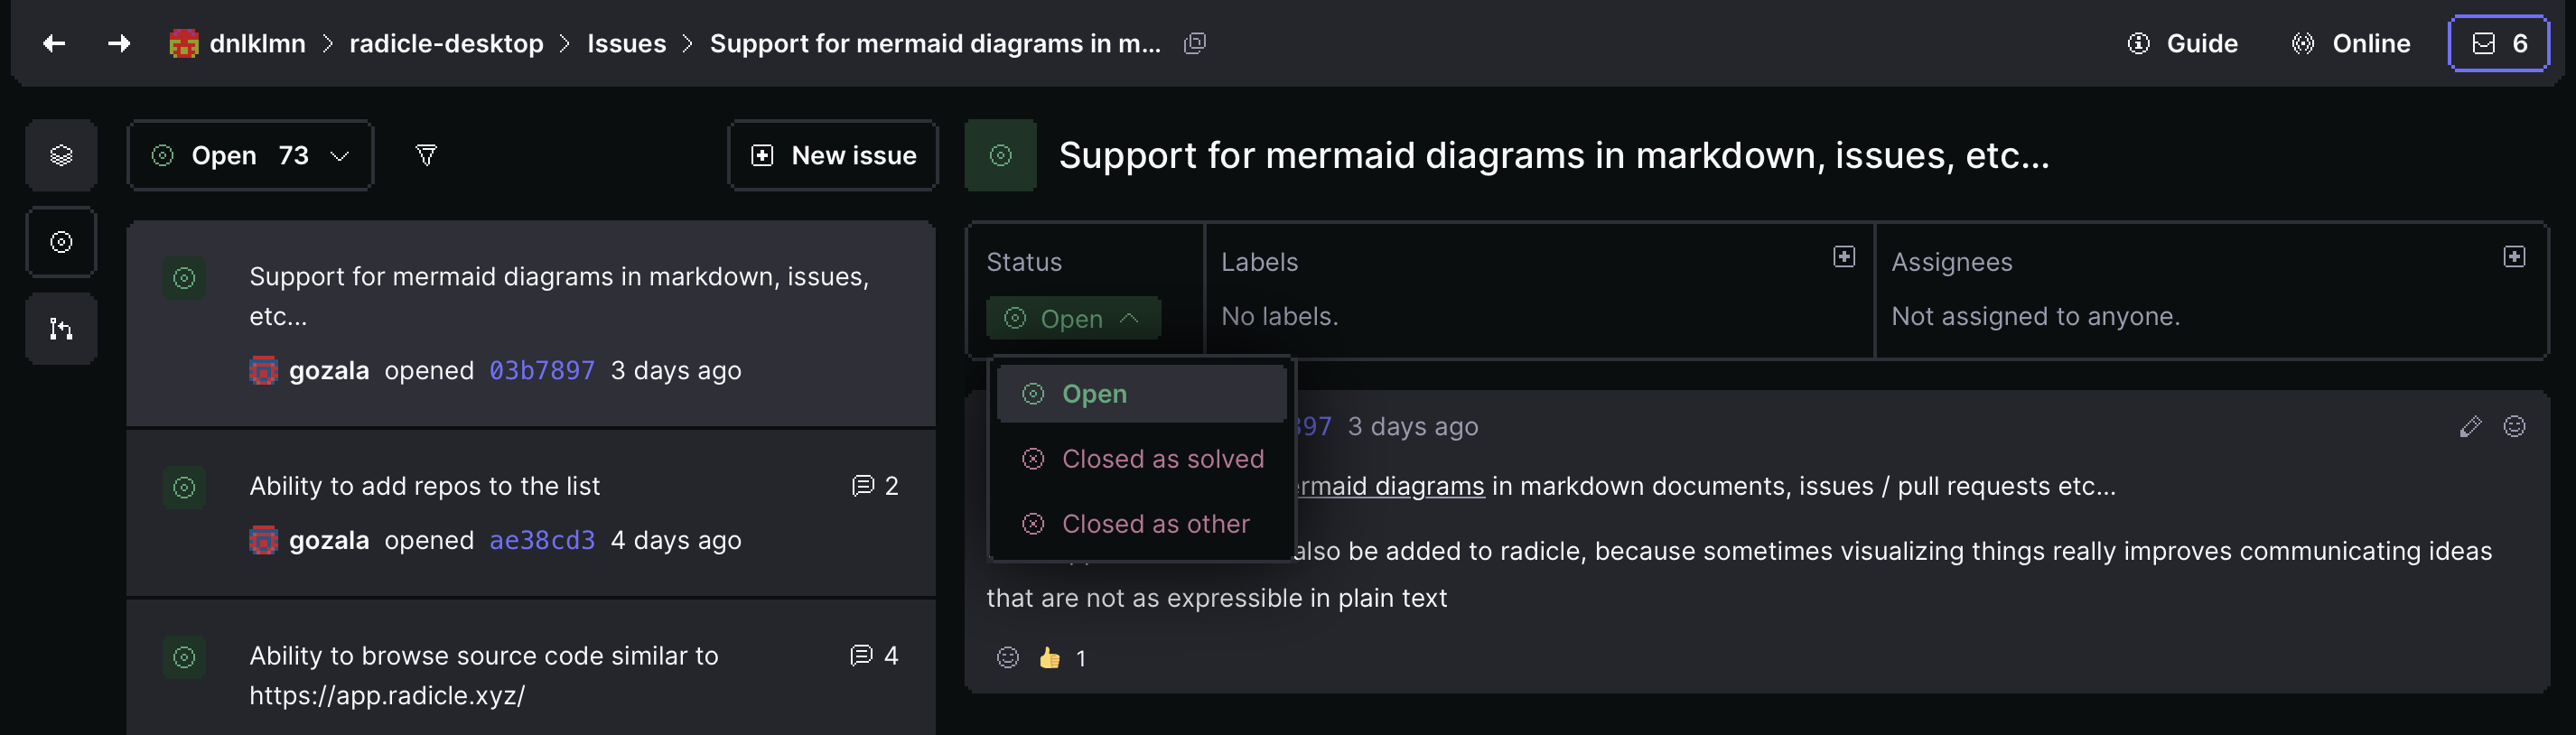 dnlklmn > radicle-desktop > Issues > Support for mermaid diagrams in m...
Guide
Online
6
Open 73
New issue
Support for mermaid diagrams in markdown, issues,
etc...
gozala opened 03b7897 3 days ago
Ability to add repos to the list
2
gozala opened ae38cd3 4 days ago
Ability to browse source code similar to
https://app.radicle.xyz/
4
Support for mermaid diagrams in markdown, issues, etc...
Status
Open
Labels
No labels.
Assignees
Not assigned to anyone.
Open
Closed as solved
Closed as other
97 3 days ago
diagrams in markdown documents, issues / pull requests etc...
also be added to radicle, because sometimes visualizing things really improves communicating ideas
that are not as expressible in plain text
👍 1